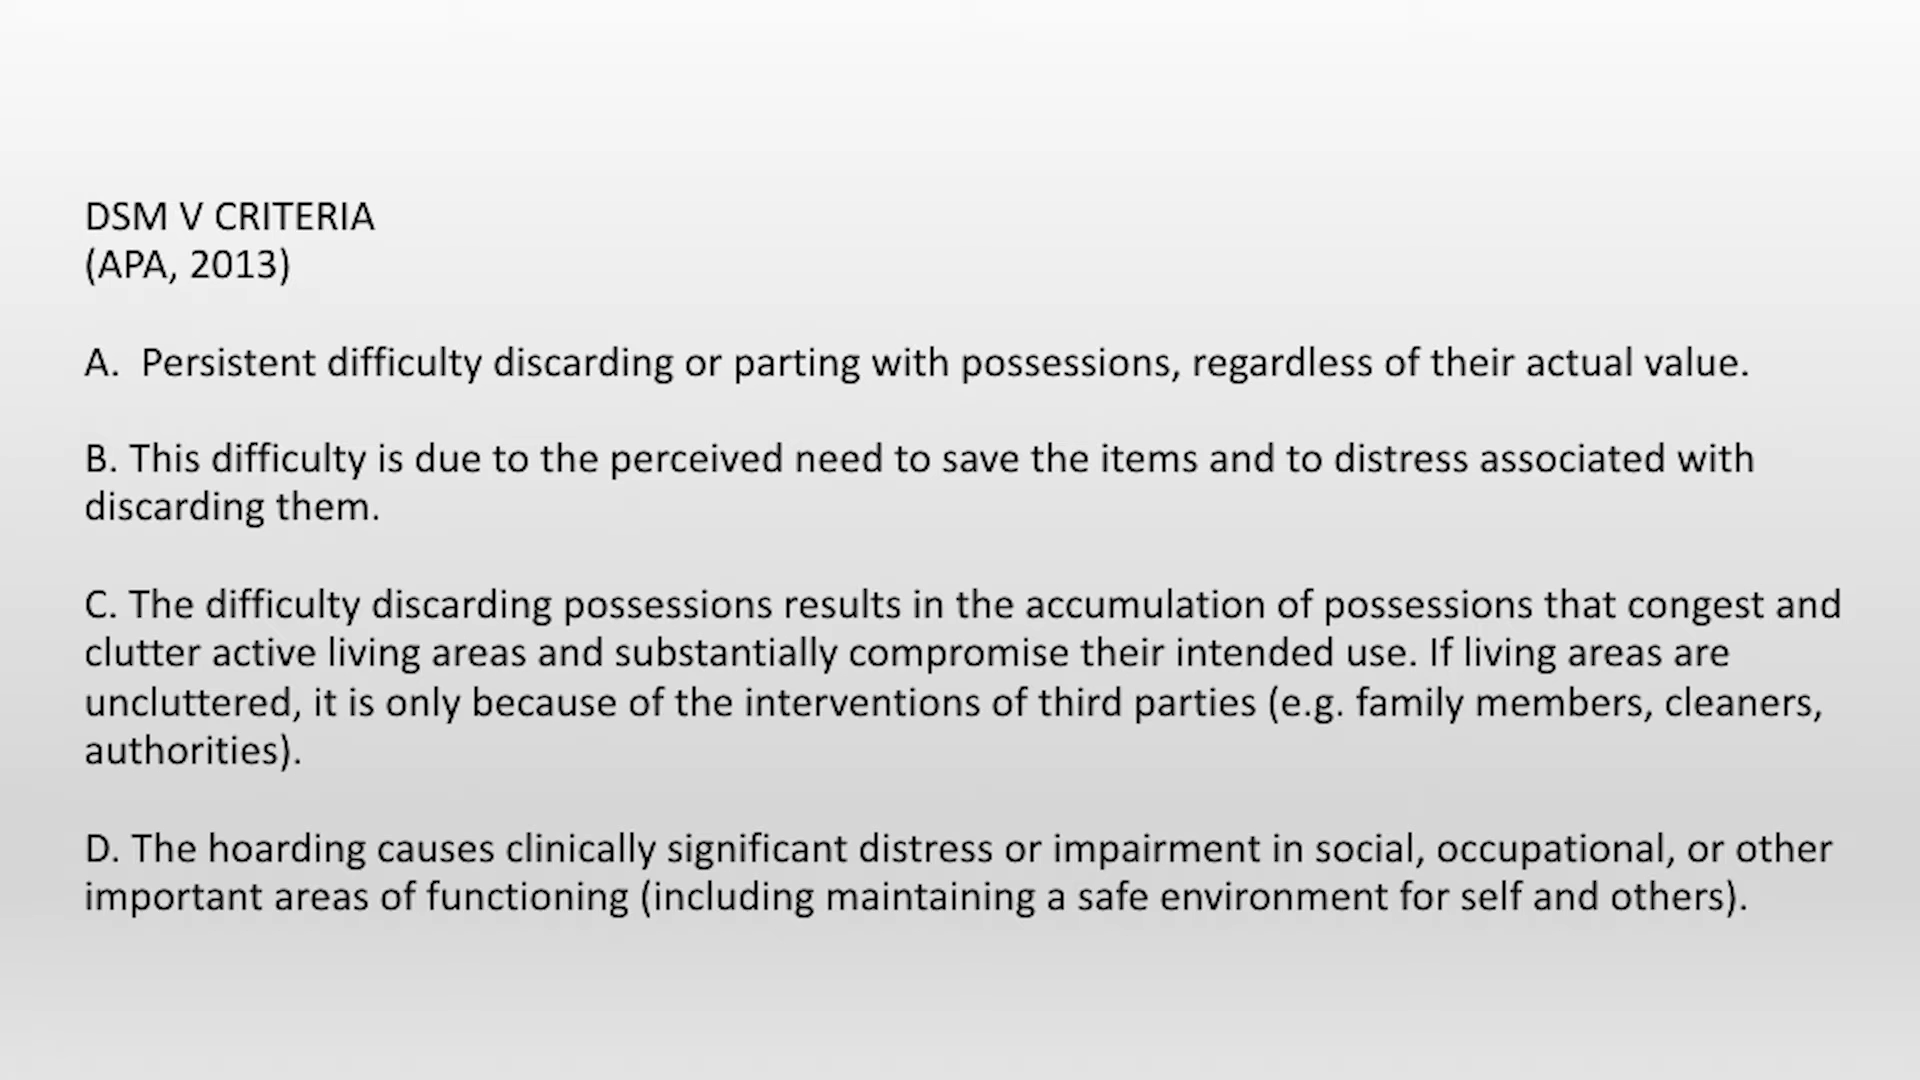 DSM V CRITERIA
(APA, 2013)
A. Persistent difficulty discarding or parting with possessions, regardless of their actual value.
B. This difficulty is due to the perceived need to save the items and to distress associated with
discarding them.
C. The difficulty discarding possessions results in the accumulation of possessions that congest and
clutter active living areas and substantially compromise their intended use. If living areas are
uncluttered, it is only because of the interventions of third parties (e.g. family members, cleaners,
authorities).
D. The hoarding causes clinically significant distress or impairment in social, occupational, or other
important areas of functioning (including maintaining a safe environment for self and others).